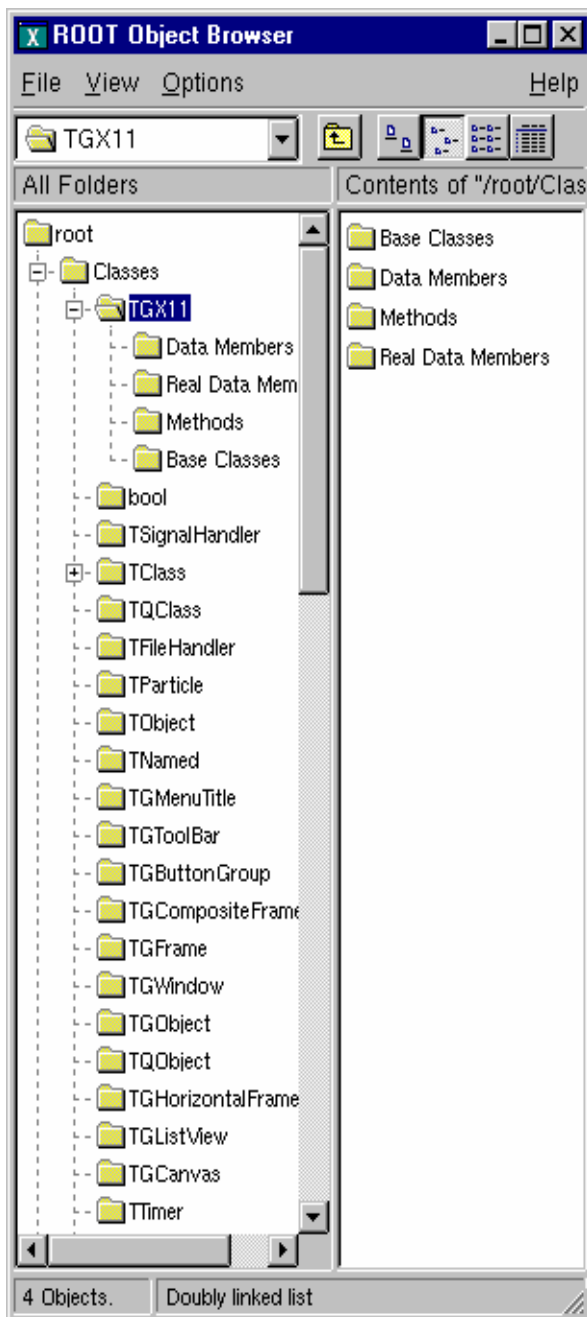 X ROOT Object Browser
File View Options Help
TGX11
All Folders
Contents of "/root/Clas
root
Classes
TGX11
Data Members
Real Data Mem
Methods
Base Classes
bool
TSignalHandler
TClass
TQClass
TFileHandler
TParticle
TObject
TNamed
TGMenuTitle
TGToolBar
TGButtonGroup
TGCompositeFrame
TGFrame
TGWindow
TGObject
TQObject
TGHorizontalFrame
TGListView
TGCanvas
TTimer
Base Classes
Data Members
Methods
Real Data Members
4 Objects.
Doubly linked list